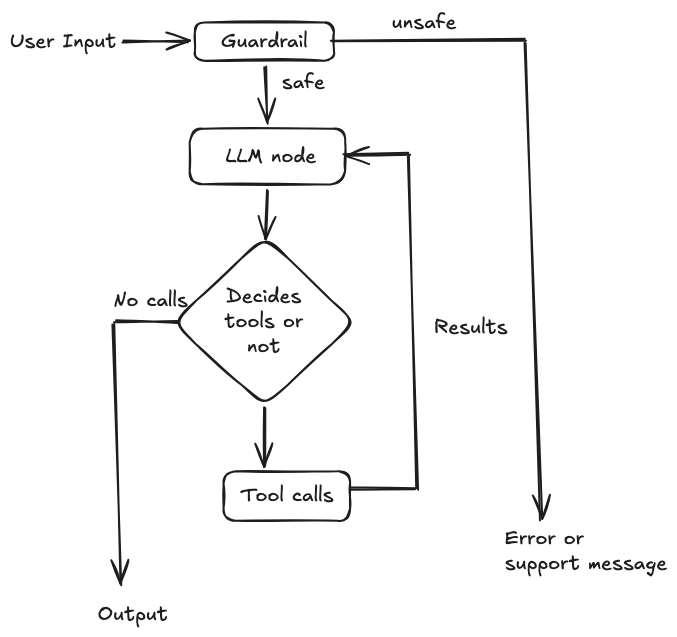 User Input
Guardrail
unsafe
safe
LLM node
No calls
Decides
tools or
not
Results
Tool calls
Error or
support message
Output